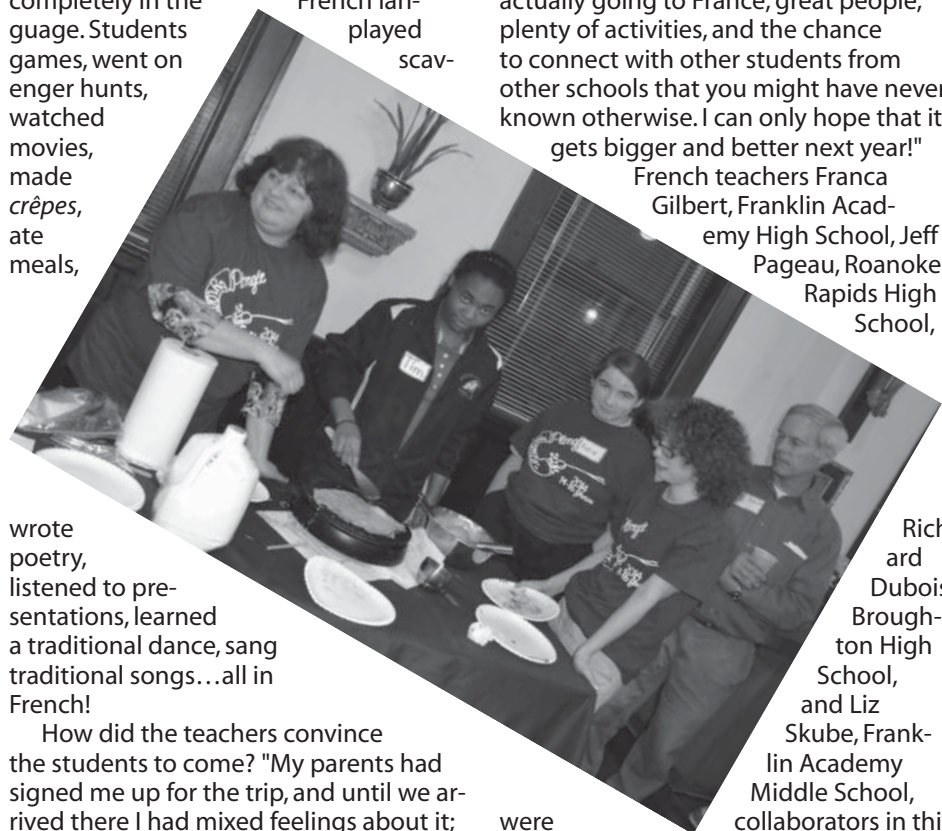 completely in the French lan-
guage. Students played
games, went on scav-
enger hunts,
watched
movies,
made
crêpes,
ate
meals,
wrote
poetry,
listened to pre-
sentations, learned
a traditional dance, sang
traditional songs…all in
French!
How did the teachers convince
the students to come? "My parents had
signed me up for the trip, and until we ar-
rived there I had mixed feelings about it;
actually going to France, great people,
plenty of activities, and the chance
to connect with other students from
other schools that you might have never
known otherwise. I can only hope that it
gets bigger and better next year!"
French teachers Franca
Gilbert, Franklin Acad-
emy High School, Jeff
Pageau, Roanoke
Rapids High
School,
Rich
ard
Dubois
Brough-
ton High
School,
and Liz
Skube, Frank-
lin Academy
Middle School,
were collaborators in thi
Tim
2014